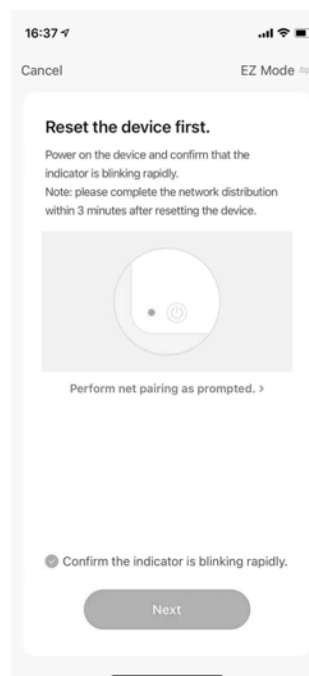 16:37
Cancel
EZ Mode
Reset the device first.
Power on the device and confirm that the
indicator is blinking rapidly.
Note: please complete the network distribution
within 3 minutes after resetting the device.
Perform net pairing as prompted. >
Confirm the indicator is blinking rapidly.
Next